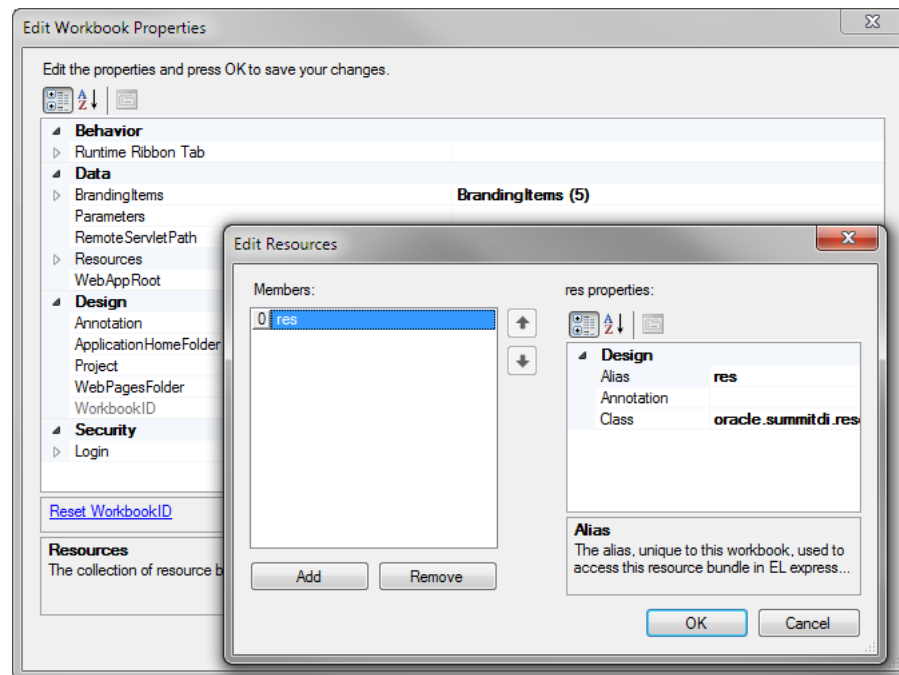 Edit Workbook Properties
Edit the properties and press OK to save your changes.
Behavior
Runtime Ribbon Tab
Data
BrandingItems BrandingItems (5)
Parameters
RemoteServletPath
Resources
WebAppRoot
Design
Annotation
ApplicationHomeFolder
Project
WebPagesFolder
WorkbookID
Security
Login
Reset WorkbookID
Resources
The collection of resource b
Edit Resources
Members:
0 res
Add Remove
res properties:
Design
Alias res
Annotation
Class oracle.summitdi.res
Alias
The alias, unique to this workbook, used to
access this resource bundle in EL express...
OK Cancel